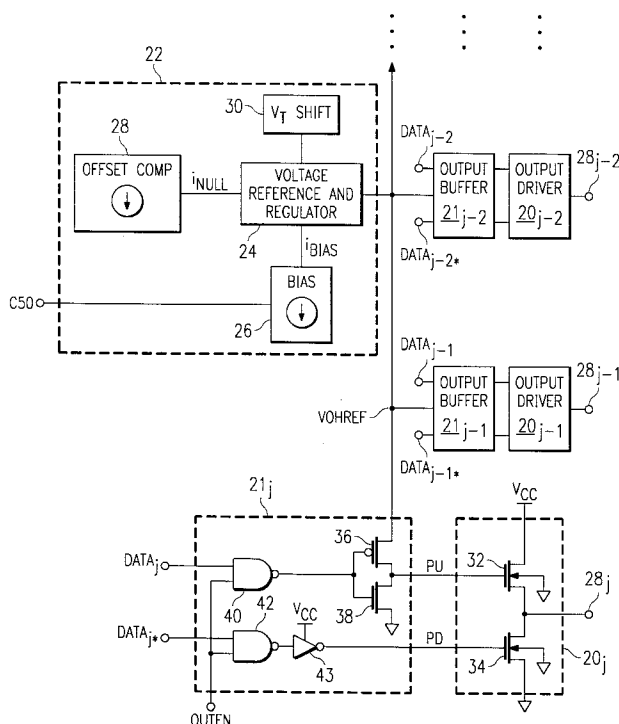 22
30
V_T SHIFT
28
OFFSET COMP
i_NULL
VOLTAGE
REFERENCE AND
REGULATOR
24
i_BIAS
BIAS
26
C50
DATA_j-2
OUTPUT
BUFFER
21_j-2
OUTPUT
DRIVER
20_j-2
28_j-2
DATA_j-2*
DATA_j-1
OUTPUT
BUFFER
21_j-1
OUTPUT
DRIVER
20_j-1
28_j-1
DATA_j-1*
VOHREF
21_j
36
38
DATA_j
40
42
DATA_j*
V_CC
43
OUTEN
PU
PD
V_CC
32
34
28_j
20_j